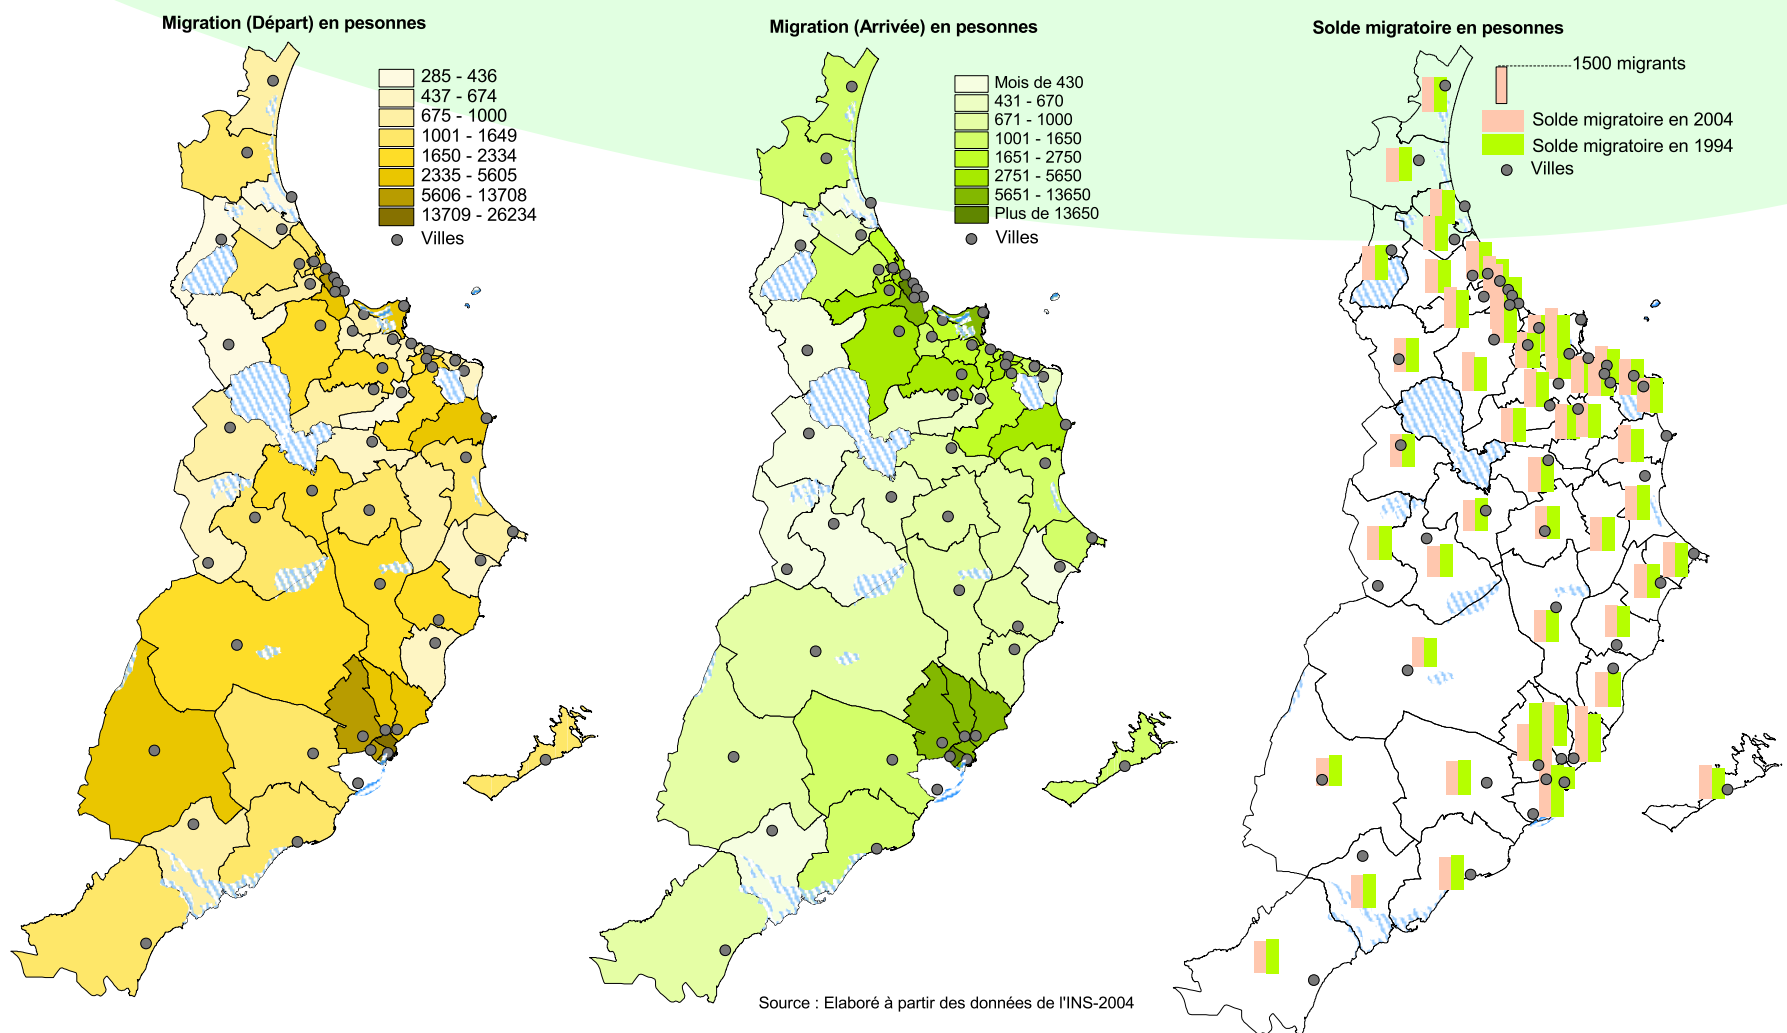 Migration (Départ) en pesonnes
285 - 436
437 - 674
675 - 1000
1001 - 1649
1650 - 2334
2335 - 5605
5606 - 13708
13709 - 26234
Villes
Migration (Arrivée) en pesonnes
Mois de 430
431 - 670
671 - 1000
1001 - 1650
1651 - 2750
2751 - 5650
5651 - 13650
Plus de 13650
Villes
Solde migratoire en pesonnes
1500 migrants
Solde migratoire en 2004
Solde migratoire en 1994
Villes
Source : Elaboré à partir des données de l'INS-2004